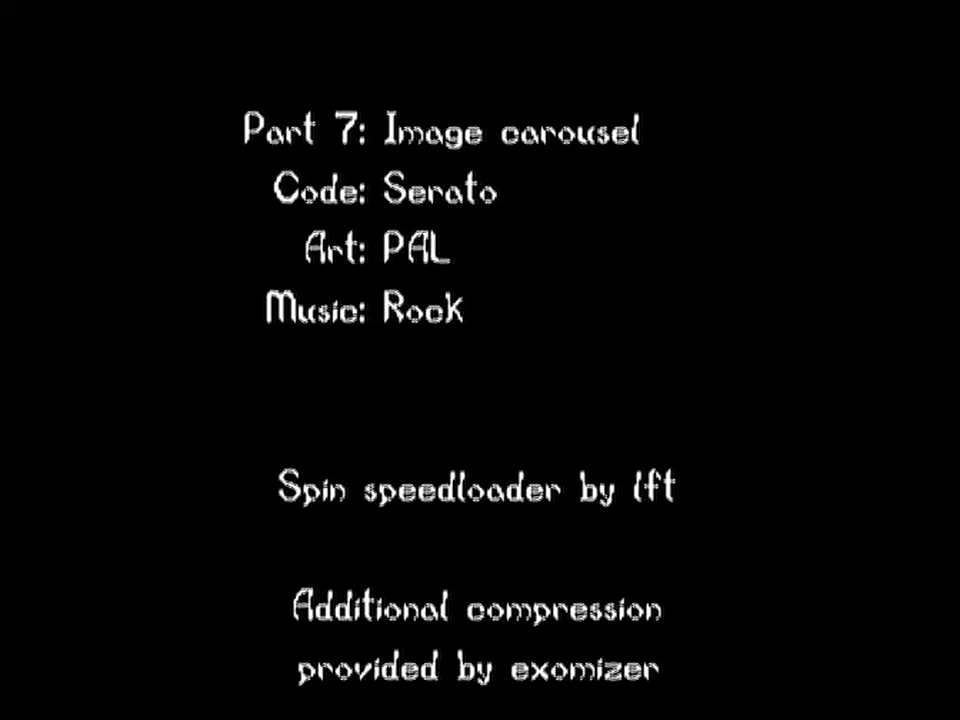 Part 7: Image carousel
Code: Serato
Art: PAL
Music: Rock
Spin speedloader by lft
Additional compression
provided by exomizer